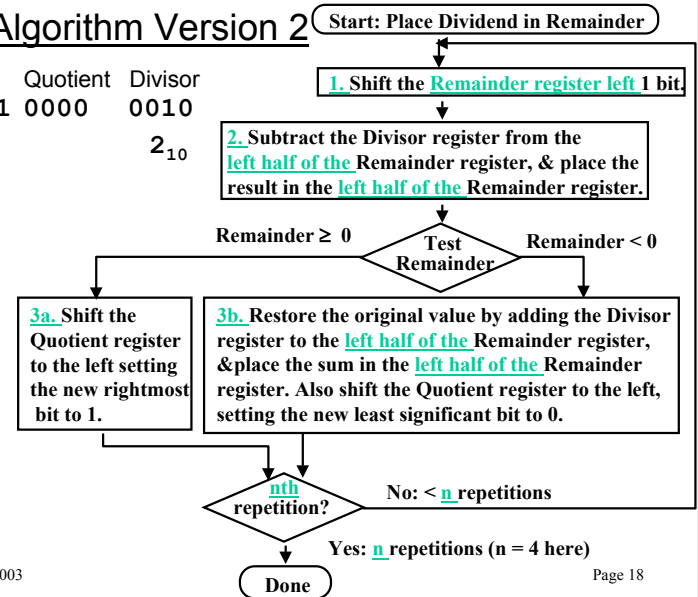 Algorithm Version 2
Start: Place Dividend in Remainder
Quotient Divisor
1 0000 0010
2₁₀
1. Shift the Remainder register left 1 bit.
2. Subtract the Divisor register from the
left half of the Remainder register, & place the
result in the left half of the Remainder register.
Remainder ≥ 0
Test
Remainder
Remainder < 0
3a. Shift the
Quotient register
to the left setting
the new rightmost
bit to 1.
3b. Restore the original value by adding the Divisor
register to the left half of the Remainder register,
&place the sum in the left half of the Remainder
register. Also shift the Quotient register to the left,
setting the new least significant bit to 0.
nth
repetition?
No: < n repetitions
Yes: n repetitions (n = 4 here)
Done
003
Page 18